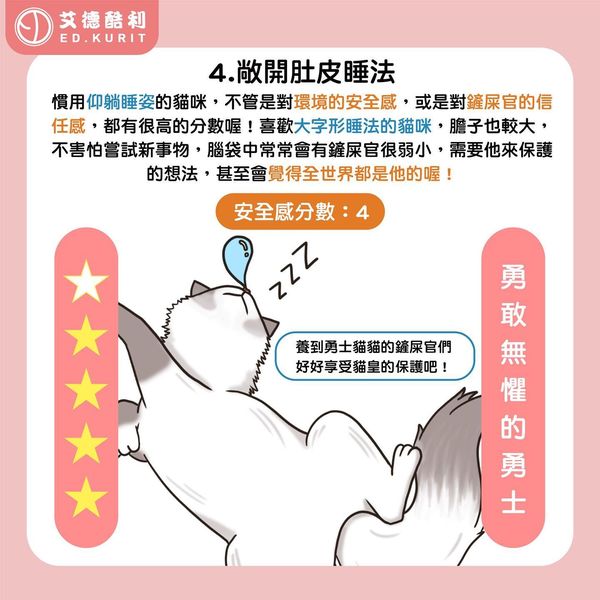 艾德酷利
ED.KURIT
4.敞開肚皮睡法
慣用仰躺睡姿的貓咪，不管是對環境的安全感，或是對鏟屎官的信
任感，都有很高的分數喔！喜歡大字形睡法的貓咪，膽子也較大，
不害怕嘗試新事物，腦袋中常常會有鏟屎官很弱小，需要他來保護
的想法，甚至會覺得全世界都是他的喔！
安全感分數：4
zzZ
養到勇士貓貓的鏟屎官們
好好享受貓皇的保護吧！
勇敢無懼的勇士